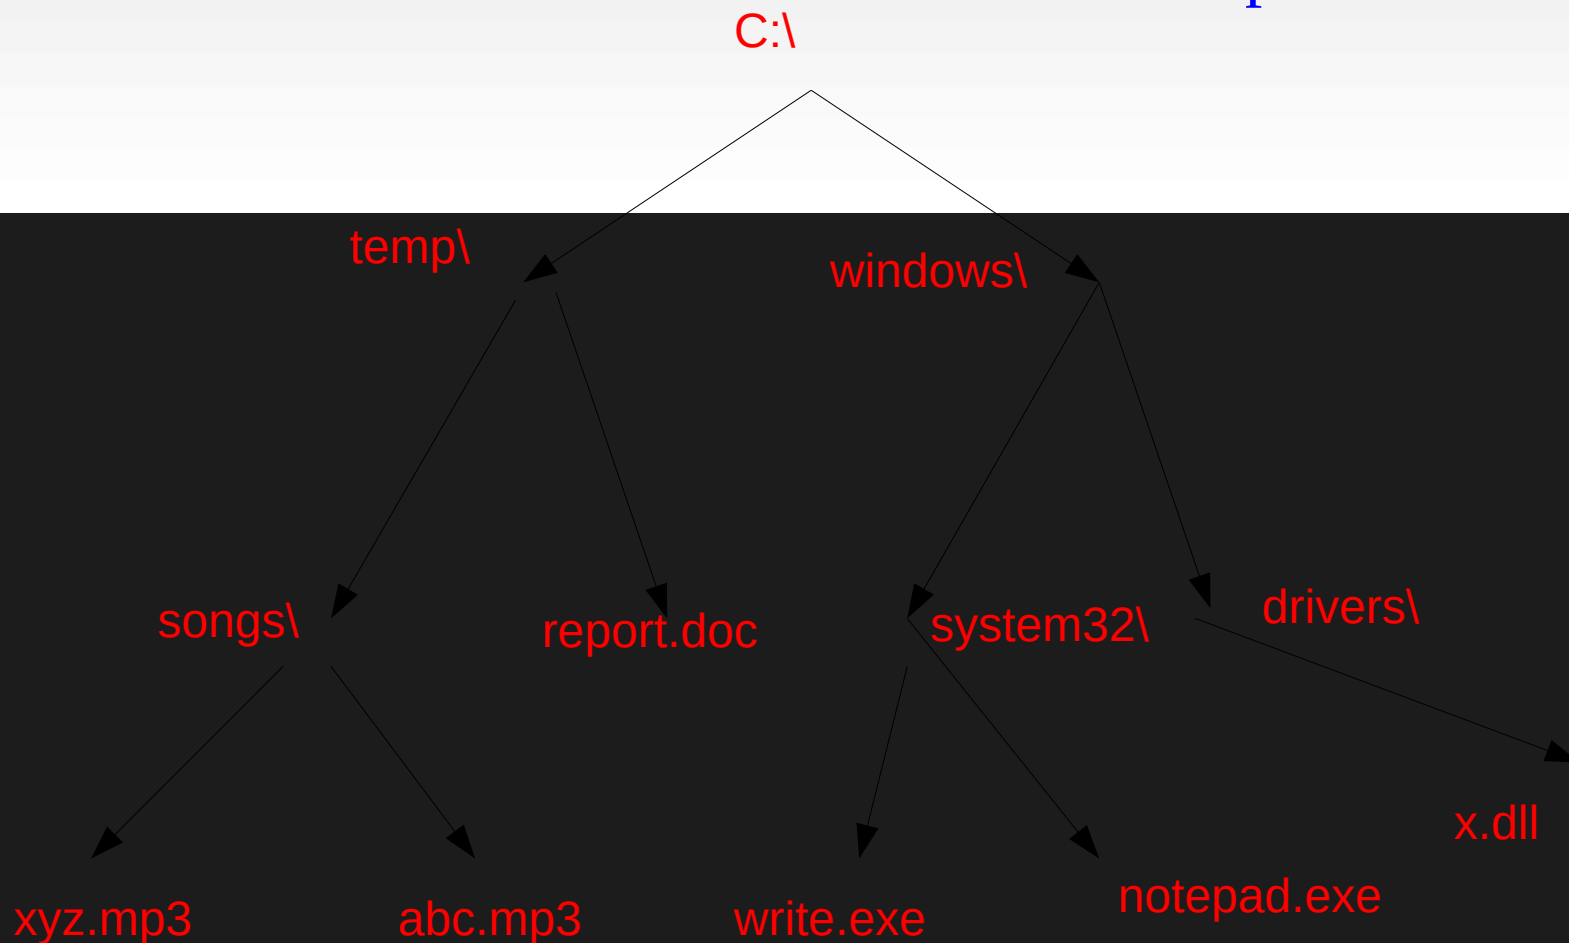 C:\
temp\
windows\
songs\
report.doc
system32\
drivers\
x.dll
xyz.mp3
abc.mp3
write.exe
notepad.exe